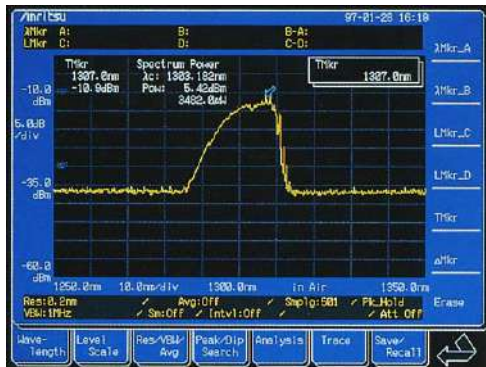 Anritsu 97-01-28 16:18
λMkr A: B: B-A:
LMkr C: D: C-D:
TMkr
1307.0nm
-10.9dBm
Spectrum Power
λc: 1303.182nm
Pow: 5.42dBm
3482.0mW
TMkr
1307.0nm
-10.0
dBm
5.0dB
/div
-35.0
dBm
-60.0
dBm
1250.0nm 10.0nm/div 1300.0nm in Air 1350.0nm
Res:0.2nm / Avg:Off / Smplg:501 / Pk_Hold
VBW:1MHz / Sm:Off / Intvl:Off / Att Off
λMkr_A
λMkr_B
LMkr_C
LMkr_D
TMkr
ΔMkr
Erase
Wave-
length
Level
Scale
Res/VBW/
Avg
Peak/Dip
Search
Analysis
Trace
Save/
Recall